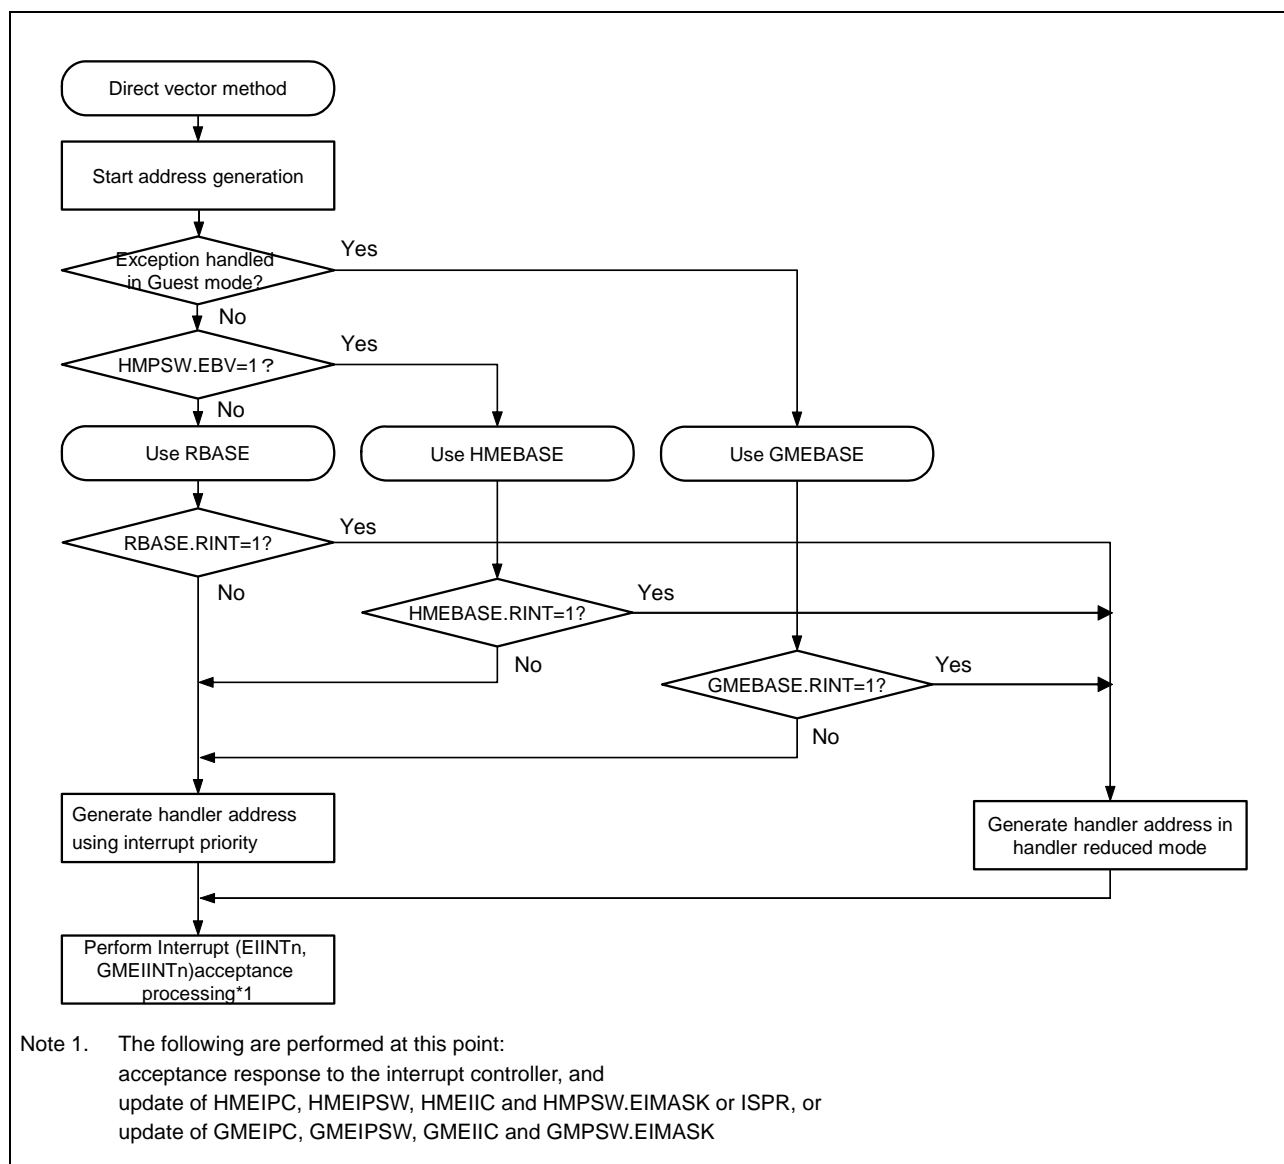 Direct vector method
Start address generation
Exception handled
in Guest mode?
Yes
No
HMPSW.EBV=1?
Yes
No
Use RBASE
Use HMEBASE
Use GMEBASE
RBASE.RINT=1?
Yes
No
HMEBASE.RINT=1?
Yes
No
GMEBASE.RINT=1?
Yes
No
Generate handler address
using interrupt priority
Generate handler address in
handler reduced mode
Perform Interrupt (EIINTn,
GMEIINTn)acceptance
processing*1
Note 1. The following are performed at this point:
acceptance response to the interrupt controller, and
update of HMEIPC, HMEIPSW, HMEIIC and HMPSW.EIMASK or ISPR, or
update of GMEIPC, GMEIPSW, GMEIIC and GMPSW.EIMASK